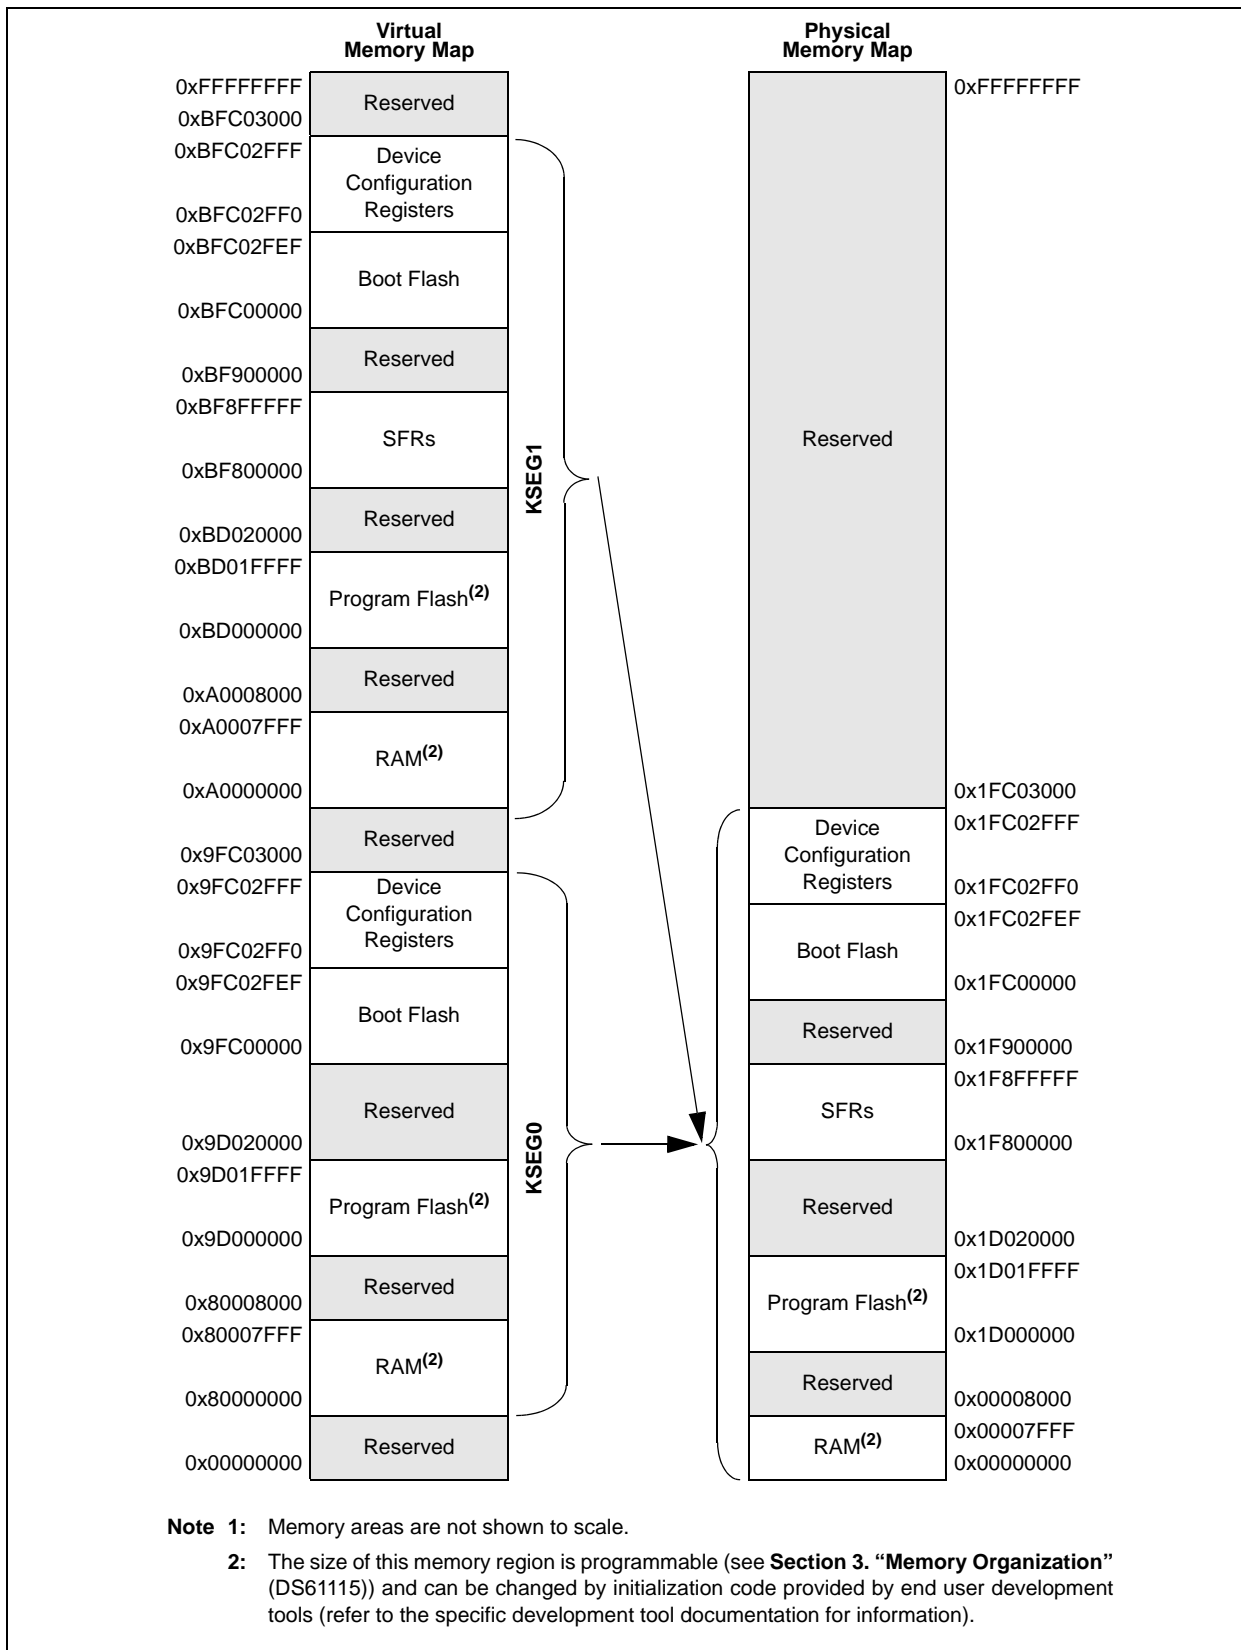 Virtual
Memory Map
0xFFFFFFFF
Reserved
0xBFC03000
0xBFC02FFF
Device
Configuration
Registers
0xBFC02FF0
0xBFC02FEF
Boot Flash
0xBFC00000
Reserved
0xBF900000
0xBF8FFFFF
SFRs
0xBF800000
Reserved
0xBD020000
0xBD01FFFF
Program Flash(2)
0xBD000000
Reserved
0xA0008000
0xA0007FFF
RAM(2)
0xA0000000
Reserved
0x9FC03000
0x9FC02FFF
Device
Configuration
Registers
0x9FC02FF0
0x9FC02FEF
Boot Flash
0x9FC00000
Reserved
0x9D020000
0x9D01FFFF
Program Flash(2)
0x9D000000
Reserved
0x80008000
0x80007FFF
RAM(2)
0x80000000
Reserved
0x00000000
KSEG1
KSEG0
Physical
Memory Map
0xFFFFFFFF
Reserved
0x1FC03000
0x1FC02FFF
Device
Configuration
Registers
0x1FC02FF0
0x1FC02FEF
Boot Flash
0x1FC00000
Reserved
0x1F900000
0x1F8FFFFF
SFRs
0x1F800000
Reserved
0x1D020000
0x1D01FFFF
Program Flash(2)
0x1D000000
Reserved
0x00008000
0x00007FFF
RAM(2)
0x00000000
Note 1: Memory areas are not shown to scale.
2: The size of this memory region is programmable (see Section 3. “Memory Organization”
(DS61115)) and can be changed by initialization code provided by end user development
tools (refer to the specific development tool documentation for information).